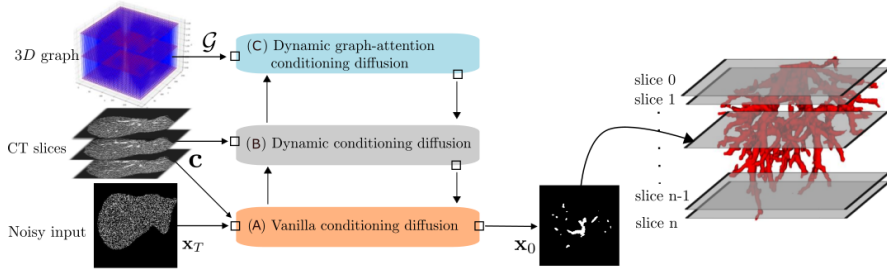 3D graph
𝒢
(C) Dynamic graph-attention
conditioning diffusion
CT slices
c
(B) Dynamic conditioning diffusion
Noisy input
x_T
(A) Vanilla conditioning diffusion
x_0
slice 0
slice 1
.
.
.
slice n-1
slice n